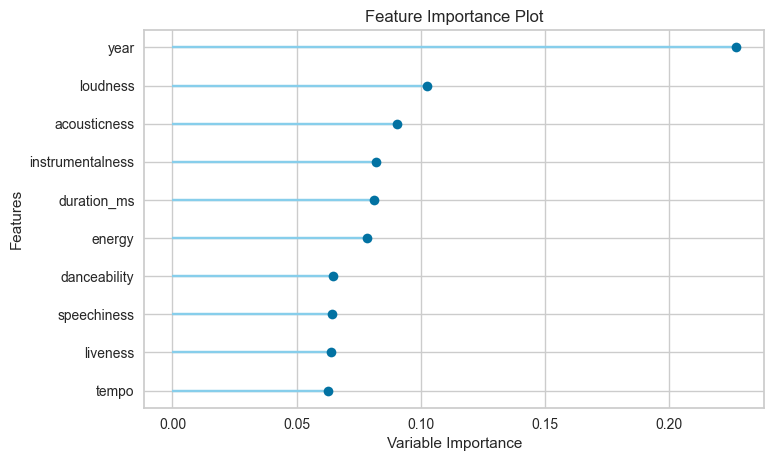 Feature Importance Plot
year
loudness
acousticness
instrumentalness
duration_ms
energy
danceability
speechiness
liveness
tempo
Features
0.00 0.05 0.10 0.15 0.20
Variable Importance